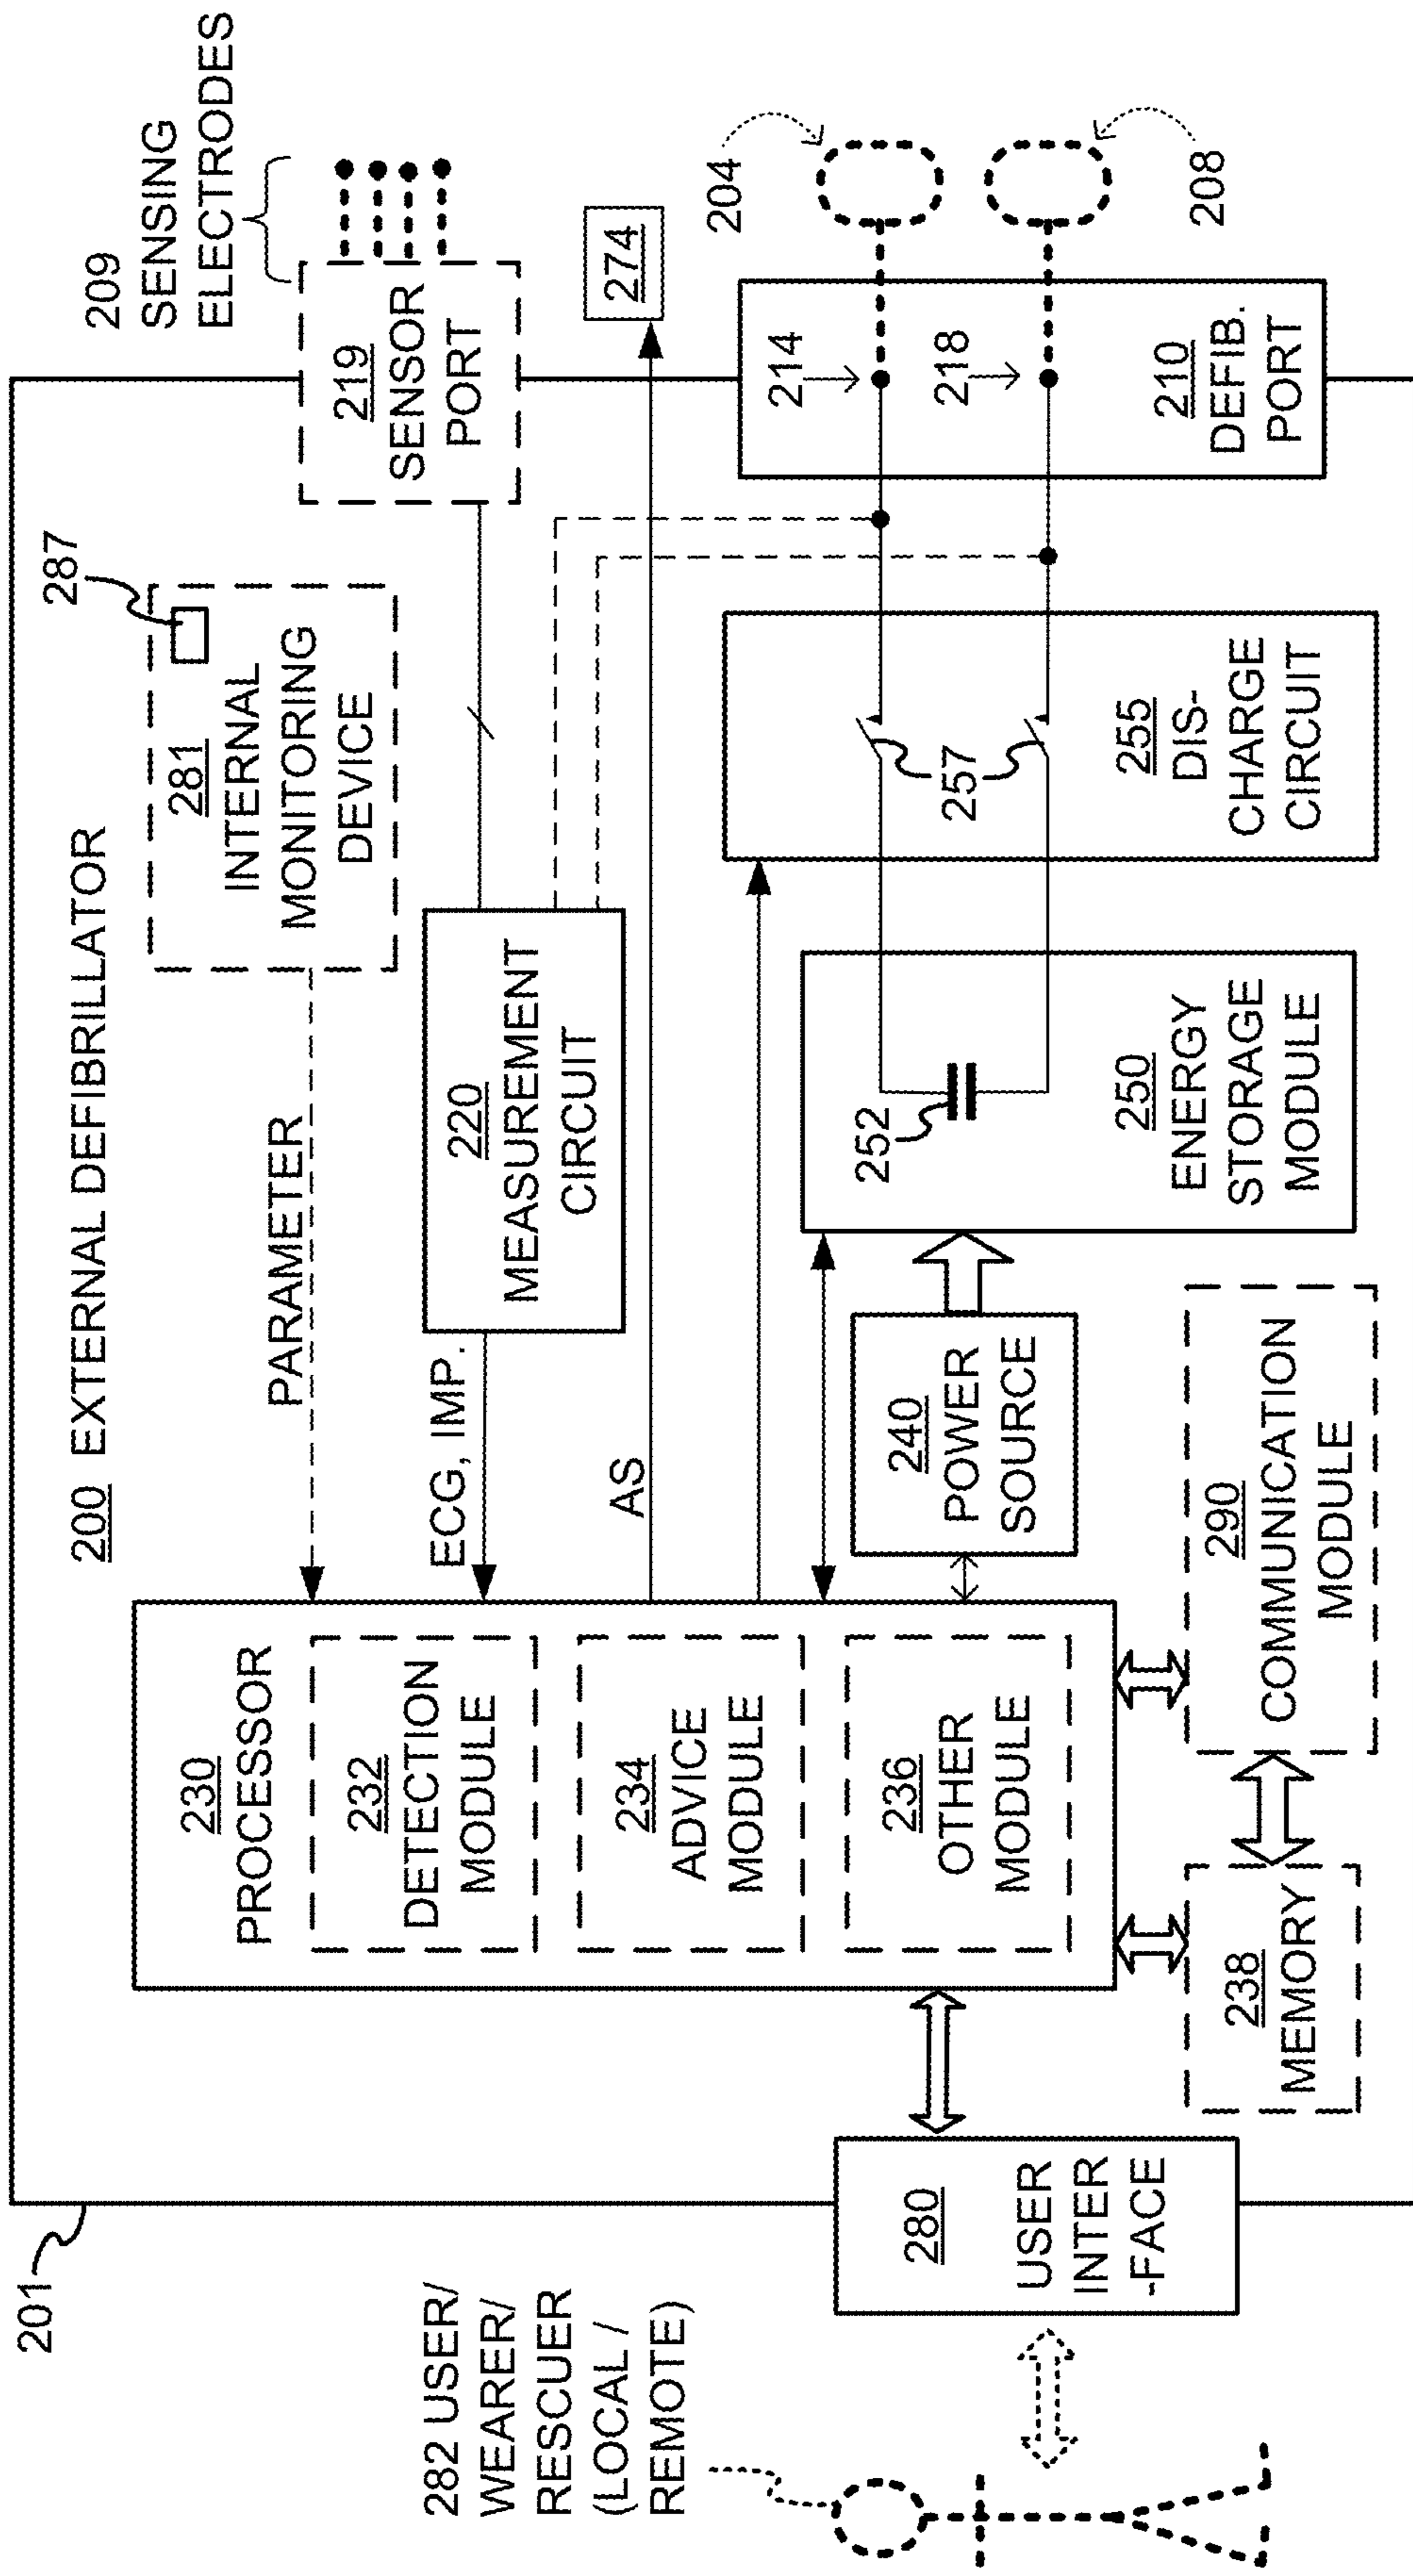 200 EXTERNAL DEFIBRILLATOR
201
282 USER/
WEARER/
RESCUER
(LOCAL /
REMOTE)
280
USER
INTER
-FACE
230
PROCESSOR
232
DETECTION
MODULE
234
ADVICE
MODULE
236
OTHER
MODULE
238
MEMORY
290
COMMUNICATION
MODULE
PARAMETER
ECG, IMP.
AS
240
POWER
SOURCE
220
MEASUREMENT
CIRCUIT
281
INTERNAL
MONITORING
DEVICE
287
252
250
ENERGY
STORAGE
MODULE
257
255
DIS-
CHARGE
CIRCUIT
219
SENSOR
PORT
209
SENSING
ELECTRODES
274
214
218
210
DEFIB.
PORT
204
208